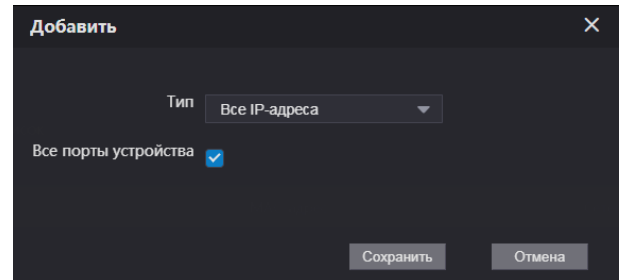 Добавить
Тип
Все IP-адреса
Все порты устройства
Сохранить
Отмена